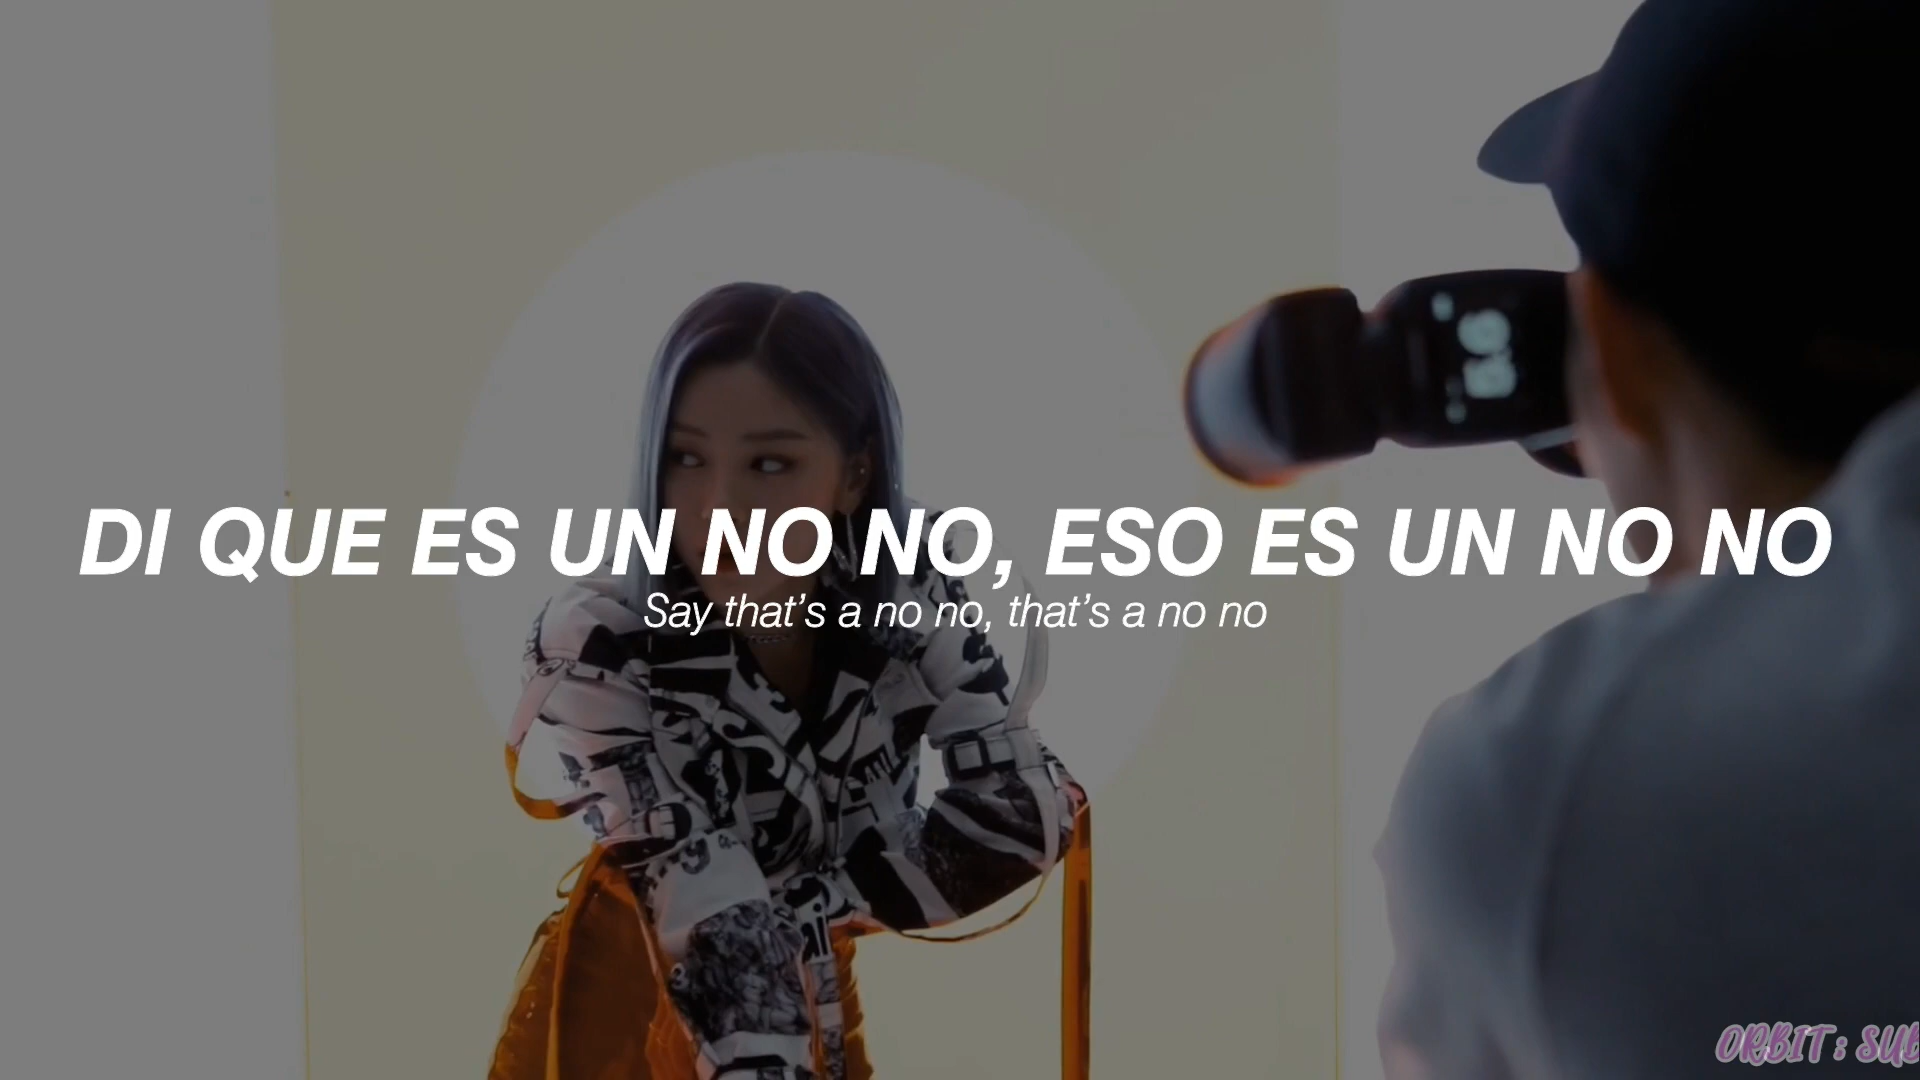 DI QUE ES UN NO NO, ESO ES UN NO NO
Say that's a no no, that's a no no
ORBIT : SUB